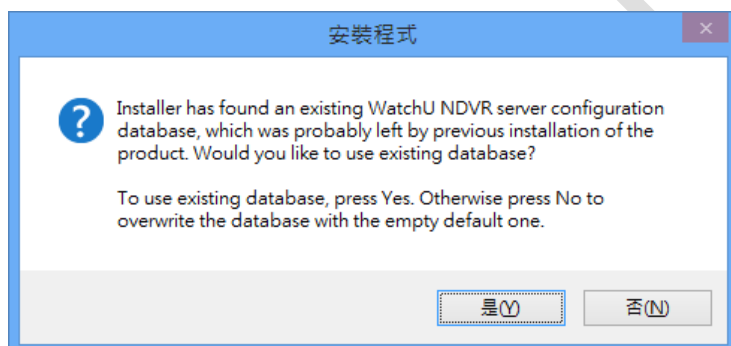 安裝程式
Installer has found an existing WatchU NDVR server configuration
database, which was probably left by previous installation of the
product. Would you like to use existing database?
To use existing database, press Yes. Otherwise press No to
overwrite the database with the empty default one.
是(Y)
否(N)